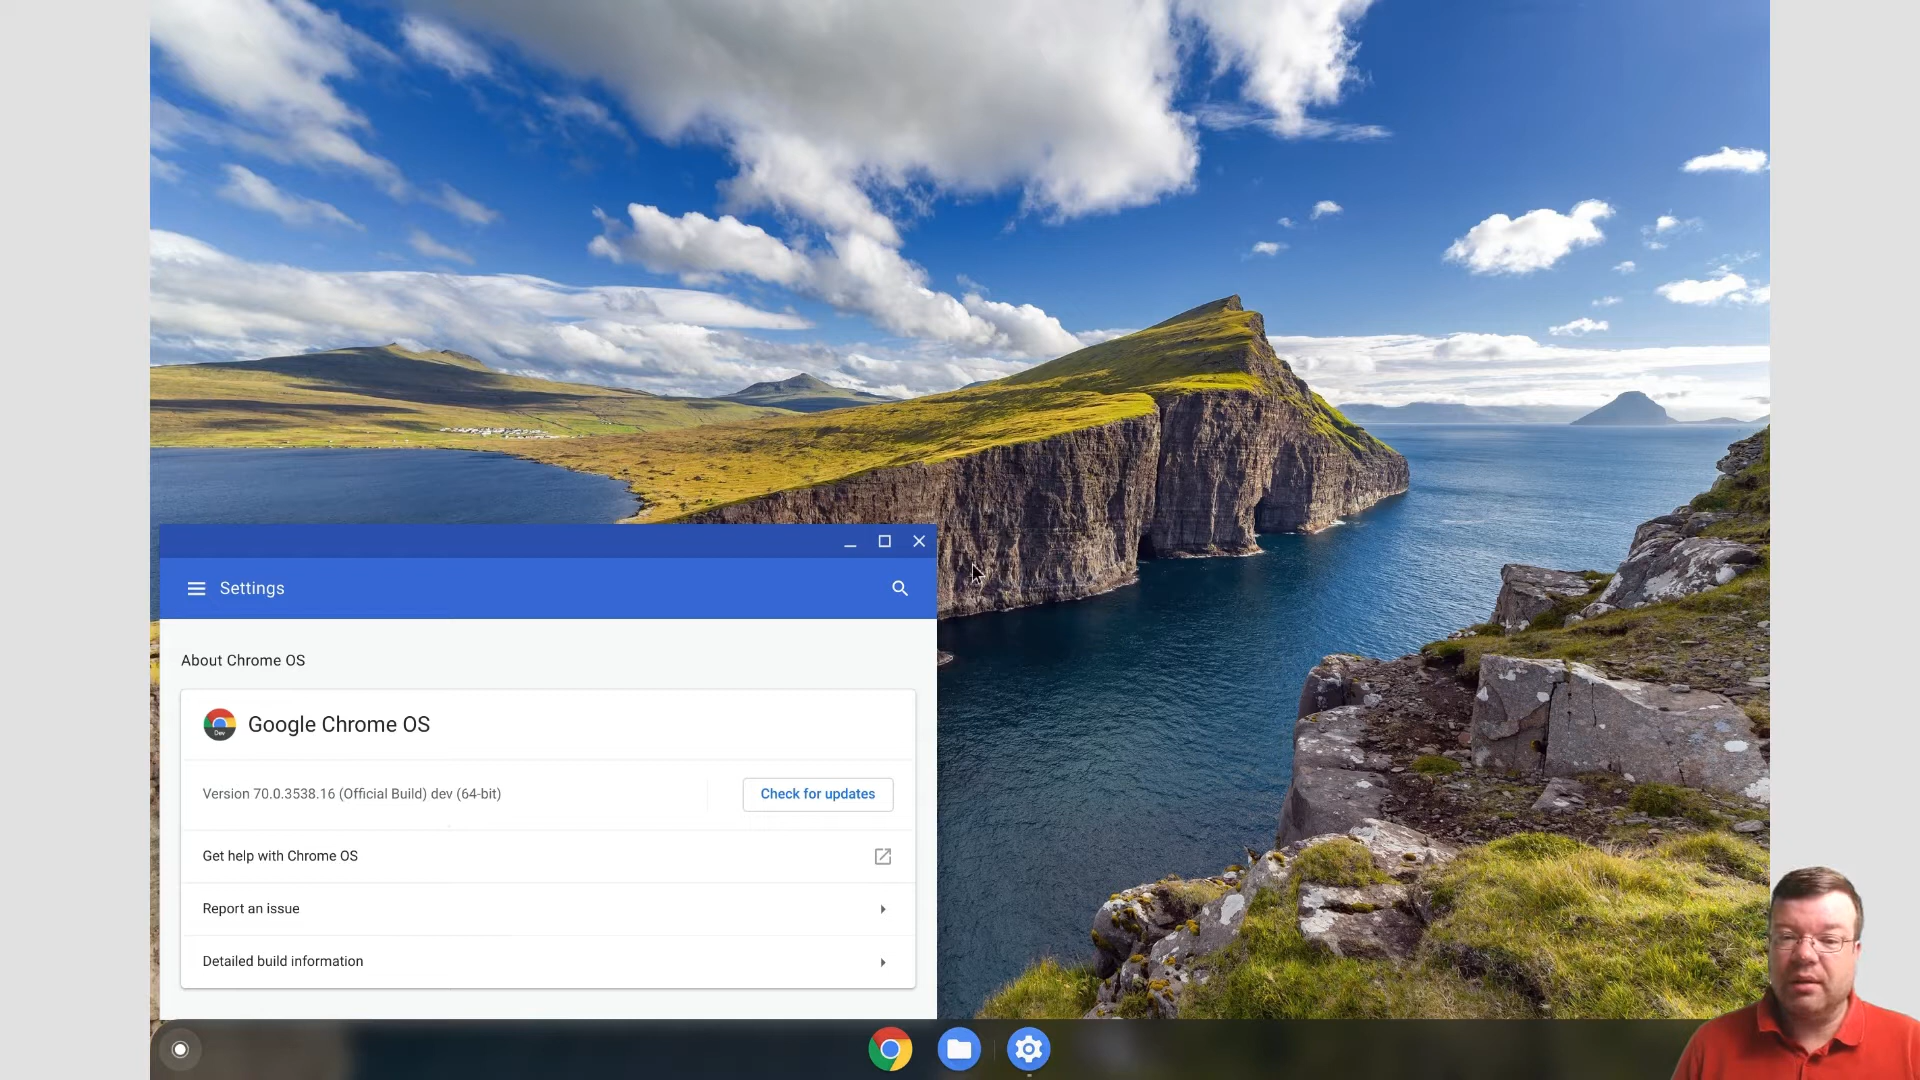 Settings
About Chrome OS
Dev
Google Chrome OS
Version 70.0.3538.16 (Official Build) dev (64-bit)
Check for updates
Get help with Chrome OS
Report an issue
Detailed build information